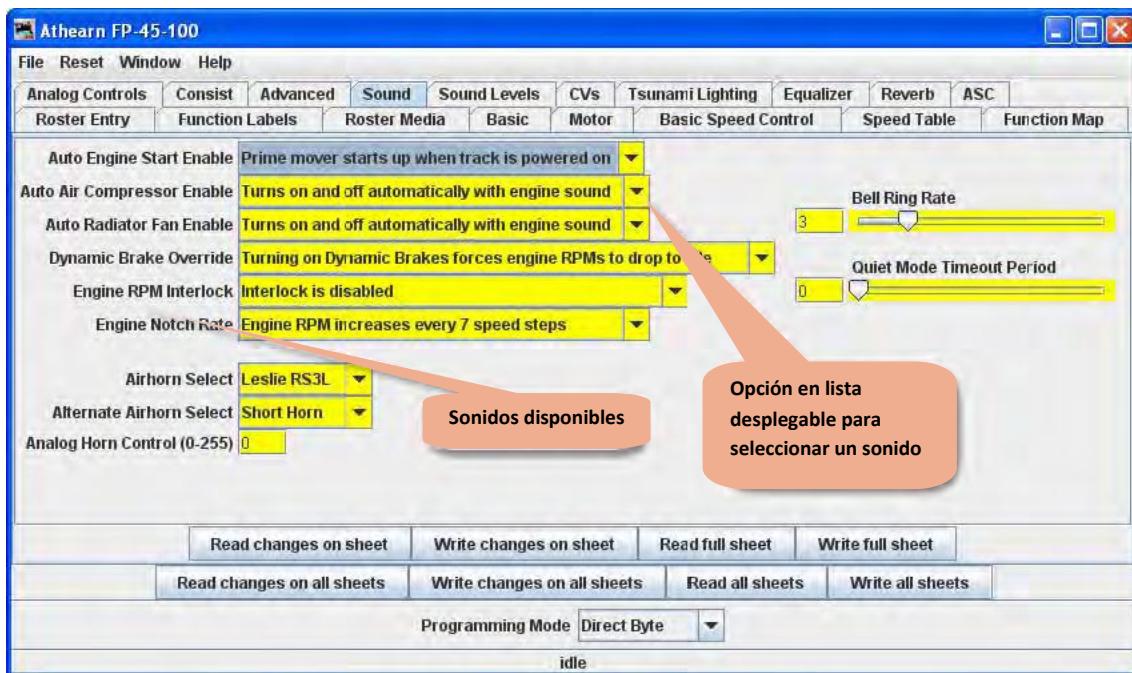 Athearn FP-45-100
File Reset Window Help
Analog Controls Consist Advanced Sound Sound Levels CVs Tsunami Lighting Equalizer Reverb ASC
Roster Entry Function Labels Roster Media Basic Motor Basic Speed Control Speed Table Function Map
Auto Engine Start Enable Prime mover starts up when track is powered on
Auto Air Compressor Enable Turns on and off automatically with engine sound
Bell Ring Rate
3
Auto Radiator Fan Enable Turns on and off automatically with engine sound
Dynamic Brake Override Turning on Dynamic Brakes forces engine RPMs to drop to
Quiet Mode Timeout Period
0
Engine RPM Interlock Interlock is disabled
Engine Notch Rate Engine RPM increases every 7 speed steps
Airhorn Select Leslie RS3L
Alternate Airhorn Select Short Horn
Analog Horn Control (0-255) 0
Sonidos disponibles
Opción en lista
desplegable para
seleccionar un sonido
Read changes on sheet Write changes on sheet Read full sheet Write full sheet
Read changes on all sheets Write changes on all sheets Read all sheets Write all sheets
Programming Mode Direct Byte
idle